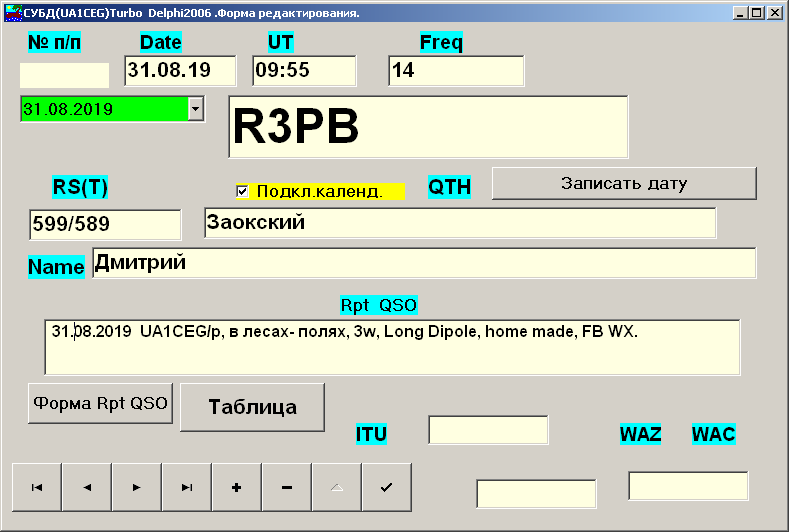 СУБД(UA1CEG)Turbo Delphi2006 .Форма редактирования.
№ п/п Date UT Freq
31.08.19 09:55 14
31.08.2019
R3PB
RS(T) Подкл.календ. QTH Записать дату
599/589 Заокский
Name Дмитрий
Rpt QSO
31.08.2019 UA1CEG/p, в лесах- полях, 3w, Long Dipole, home made, FB WX.
Форма Rpt QSO Таблица
ITU WAZ WAC